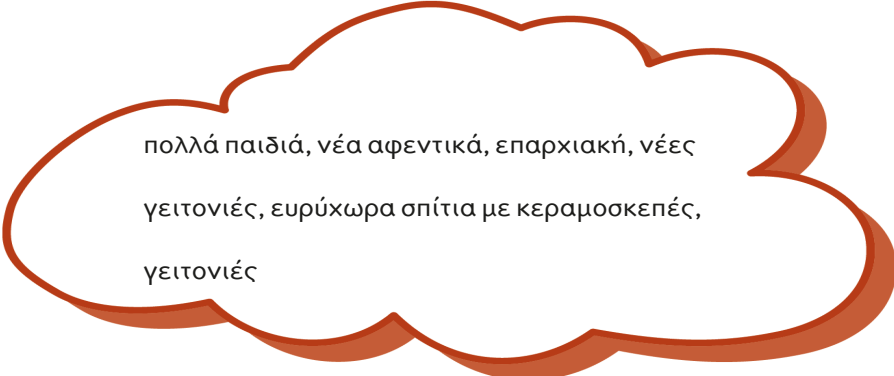 πολλά παιδιά, νέα αφεντικά, επαρχιακή, νέες
γειτονιές, ευρύχωρα σπίτια με κεραμοσκεπές,
γειτονιές